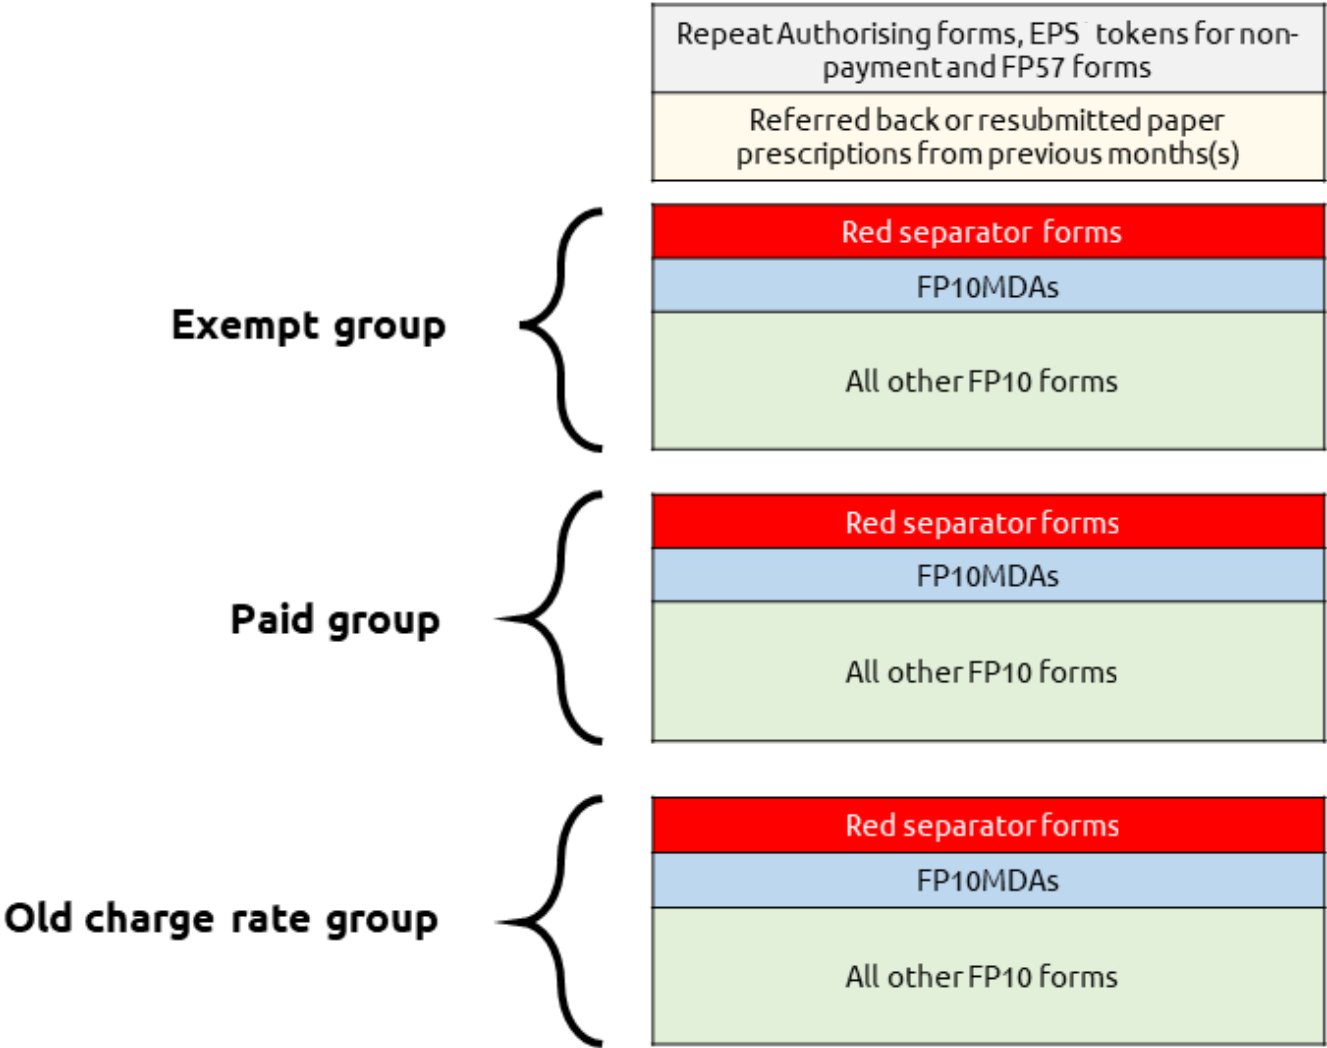 Repeat Authorising forms, EPS tokens for non-
payment and FP57 forms
Referred back or resubmitted paper
prescriptions from previous months(s)
Exempt group
Red separator forms
FP10MDAs
All other FP10 forms
Paid group
Red separator forms
FP10MDAs
All other FP10 forms
Old charge rate group
Red separator forms
FP10MDAs
All other FP10 forms